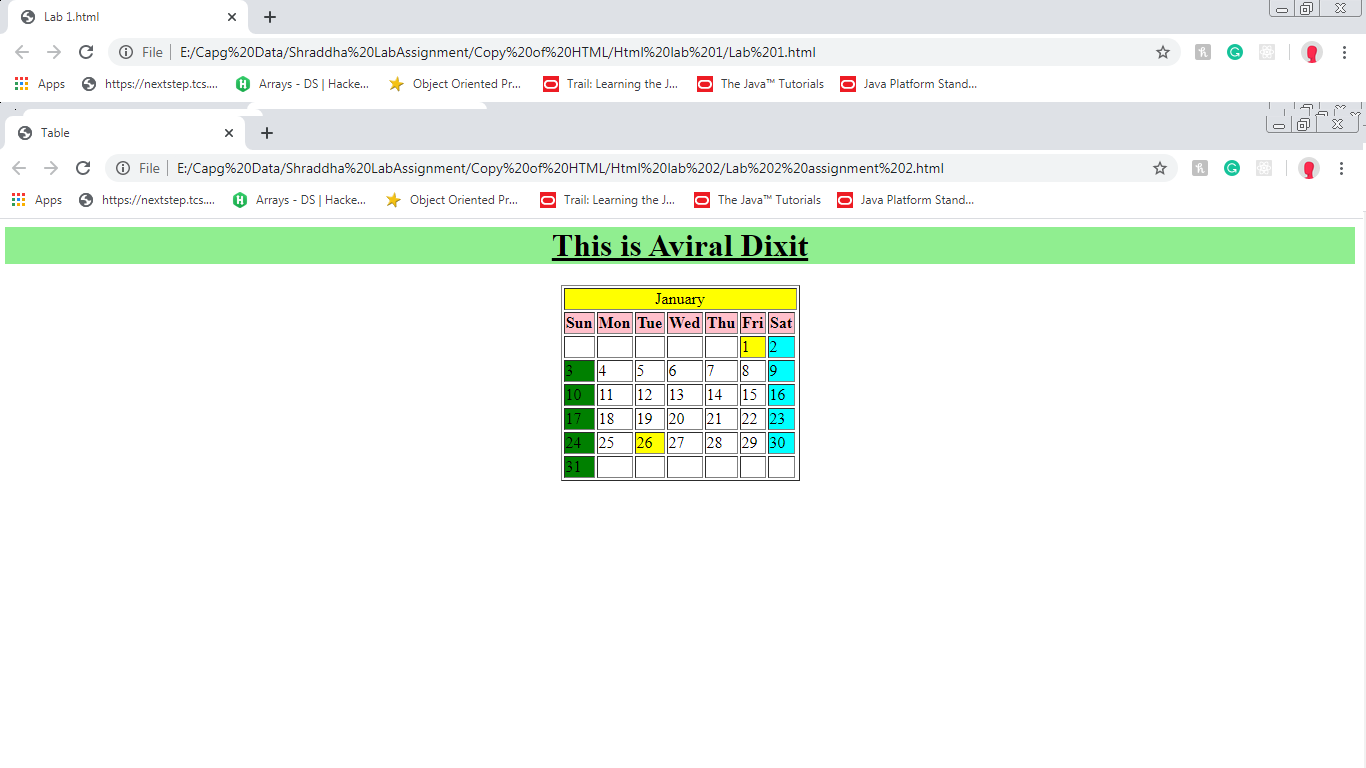 Lab 1.html
File E:/Capg%20Data/Shraddha%20LabAssignment/Copy%20of%20HTML/Html%20lab%201/Lab%201.html
Apps https://nextstep.tcs.... Arrays - DS | Hacke... Object Oriented Pr... Trail: Learning the J... The Java™ Tutorials Java Platform Stand...
Table
File E:/Capg%20Data/Shraddha%20LabAssignment/Copy%20of%20HTML/Html%20lab%202/Lab%202%20assignment%202.html
Apps https://nextstep.tcs.... Arrays - DS | Hacke... Object Oriented Pr... Trail: Learning the J... The Java™ Tutorials Java Platform Stand...
This is Aviral Dixit
January
Sun Mon Tue Wed Thu Fri Sat
1 2
3 4 5 6 7 8 9
10 11 12 13 14 15 16
17 18 19 20 21 22 23
24 25 26 27 28 29 30
31